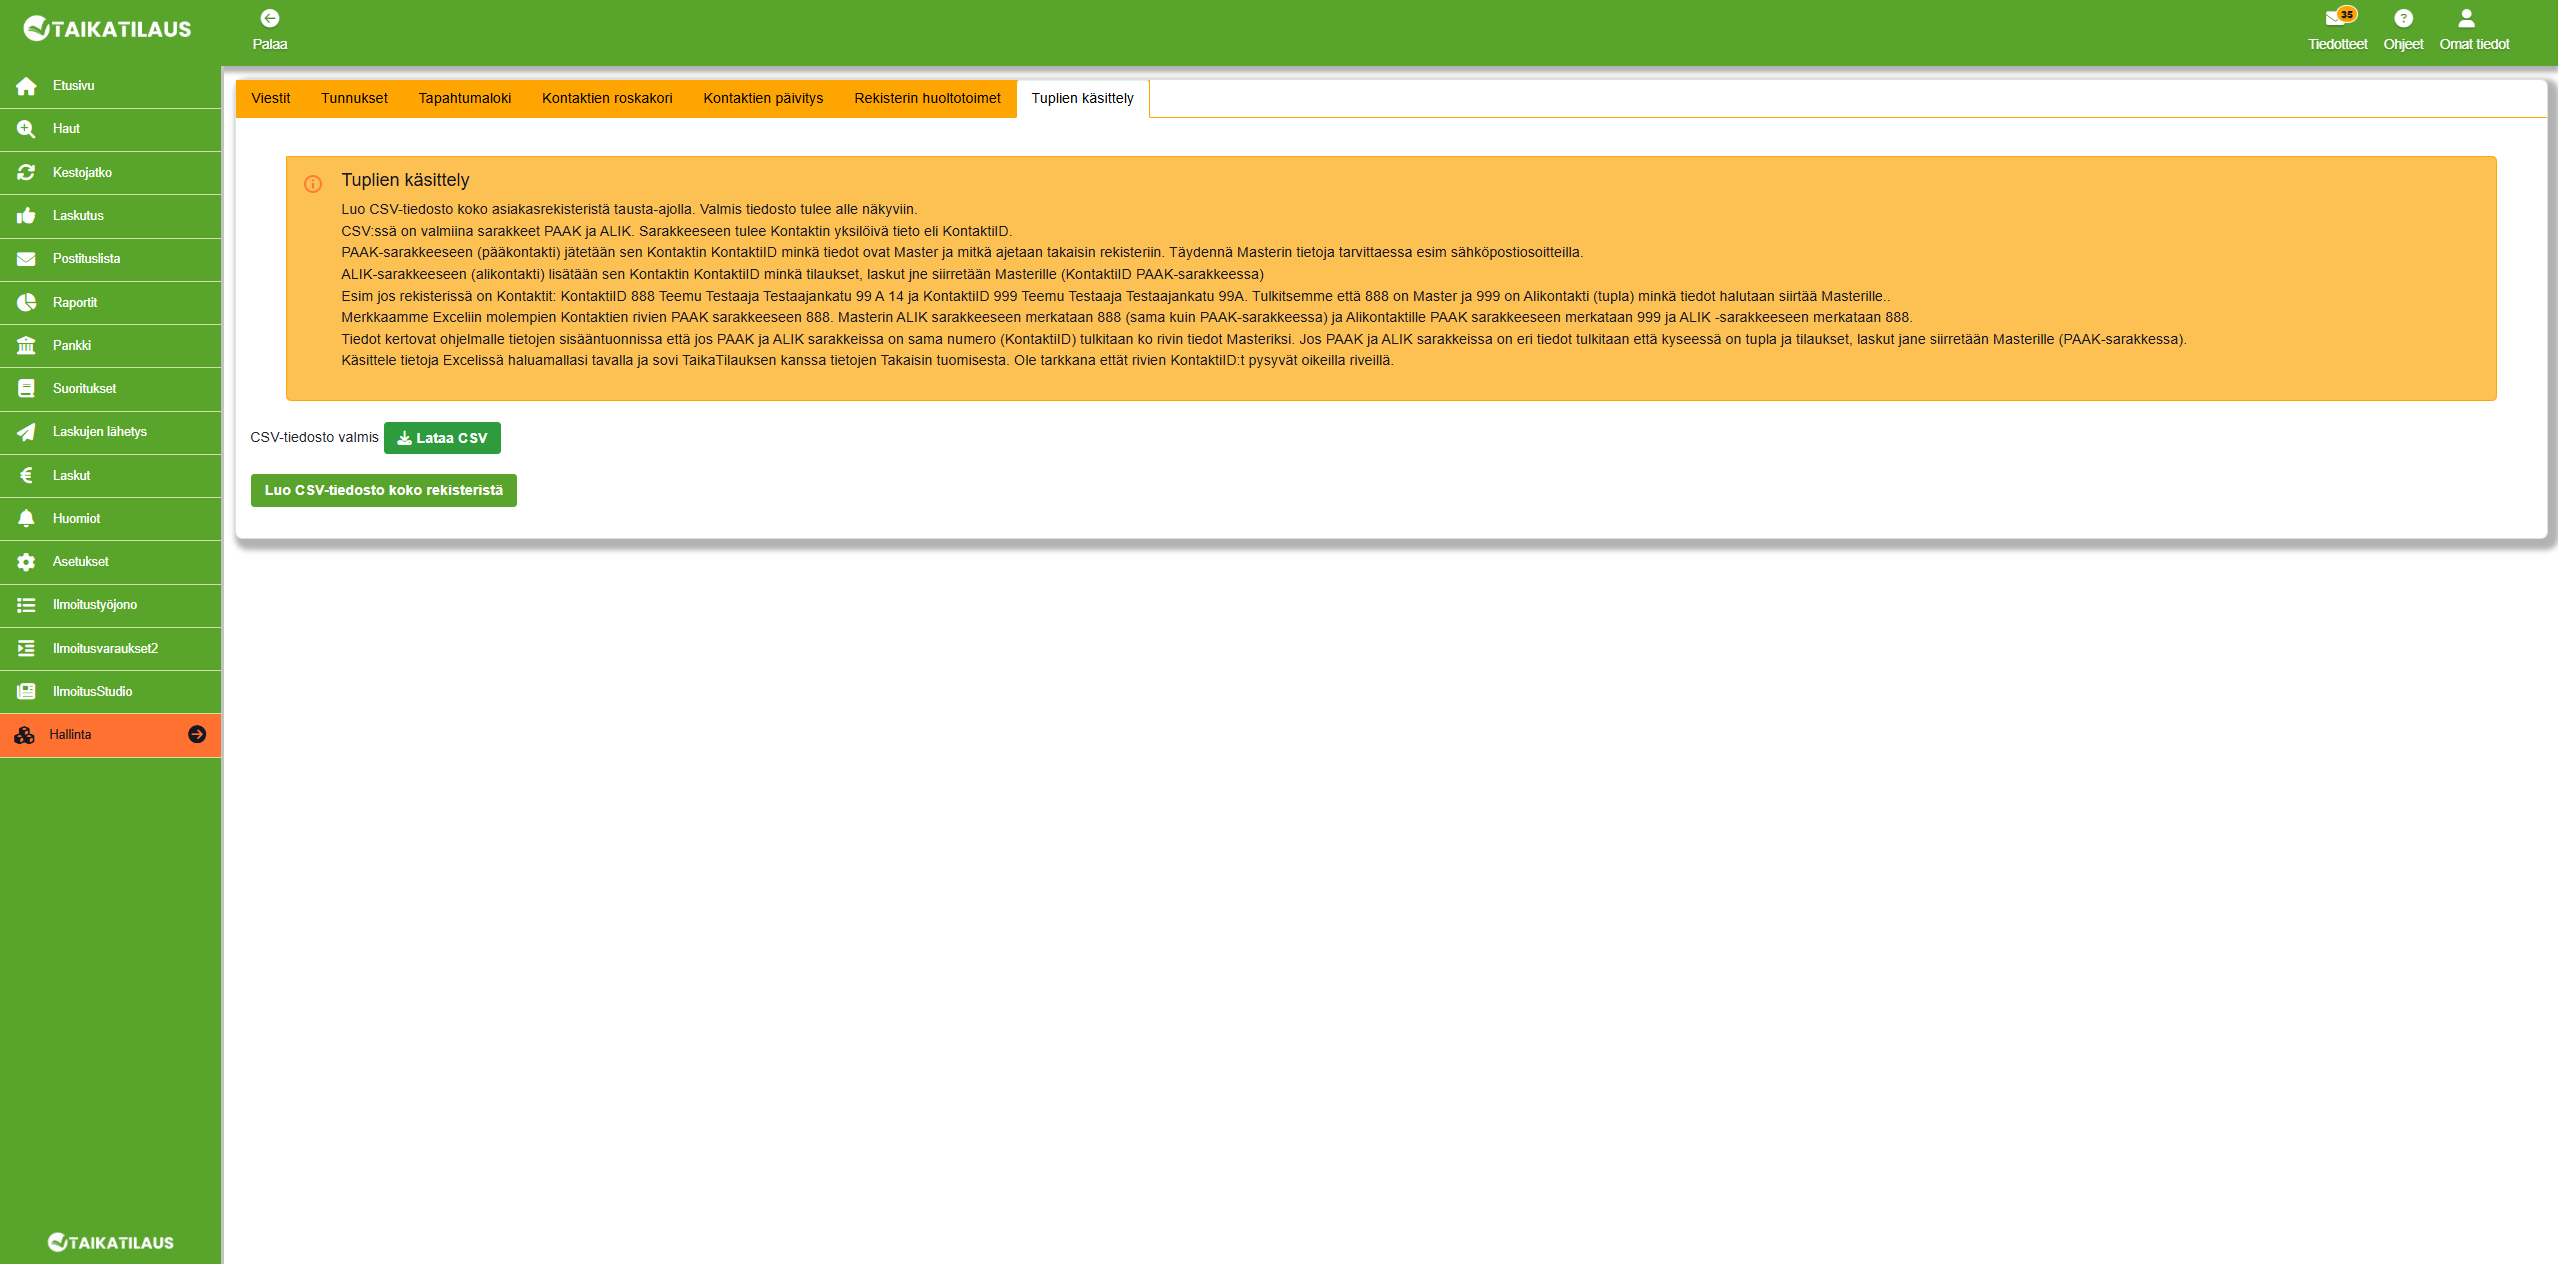 TAIKATILAUS
Palaa
35
Tiedotteet
Ohjeet
Omat tiedot
Etusivu
Haut
Kestojatko
Laskutus
Postituslista
Raportit
Pankki
Suoritukset
Laskujen lähetys
Laskut
Huomiot
Asetukset
Ilmoitustyöjono
Ilmoitusvaraukset2
IlmoitusStudio
Hallinta
TAIKATILAUS
Viestit
Tunnukset
Tapahtumaloki
Kontaktien roskakori
Kontaktien päivitys
Rekisterin huoltotoimet
Tuplien käsittely
Tuplien käsittely
Luo CSV-tiedosto koko asiakasrekisteristä tausta-ajolla. Valmis tiedosto tulee alle näkyviin.
CSV:ssä on valmiina sarakkeet PAAK ja ALIK. Sarakkeeseen tulee Kontaktin yksilöivä tieto eli KontaktiID.
PAAK-sarakkeeseen (pääkontakti) jätetään sen Kontaktin KontaktiID minkä tiedot ovat Master ja mitkä ajetaan takaisin rekisteriin. Täydennä Masterin tietoja tarvittaessa esim sähköpostiosoitteilla.
ALIK-sarakkeeseen (alikontakti) lisätään sen Kontaktin KontaktiID minkä tilaukset, laskut jne siirretään Masterille (KontaktiID PAAK-sarakkeessa)
Esim jos rekisterissä on Kontaktit: KontaktiID 888 Teemu Testaaja Testaajankatu 99 A 14 ja KontaktiID 999 Teemu Testaaja Testaajankatu 99A. Tulkitsemme että 888 on Master ja 999 on Alikontakti (tupla) minkä tiedot halutaan siirtää Masterille..
Merkkaamme Exceliin molempien Kontaktien rivien PAAK sarakkeeseen 888. Masterin ALIK sarakkeeseen merkataan 888 (sama kuin PAAK-sarakkeessa) ja Alikontaktille PAAK sarakkeeseen merkataan 999 ja ALIK -sarakkeeseen merkataan 888.
Tiedot kertovat ohjelmalle tietojen sisääntuonnissa että jos PAAK ja ALIK sarakkeissa on sama numero (KontaktiID) tulkitaan ko rivin tiedot Masteriksi. Jos PAAK ja ALIK sarakkeissa on eri tiedot tulkitaan että kyseessä on tupla ja tilaukset, laskut jane siirretään Masterille (PAAK-sarakkessa).
Käsittele tietoja Excelissä haluamallasi tavalla ja sovi TaikaTilauksen kanssa tietojen Takaisin tuomisesta. Ole tarkkana ettät rivien KontaktiID:t pysyvät oikeilla riveillä.
CSV-tiedosto valmis
Lataa CSV
Luo CSV-tiedosto koko rekisteristä